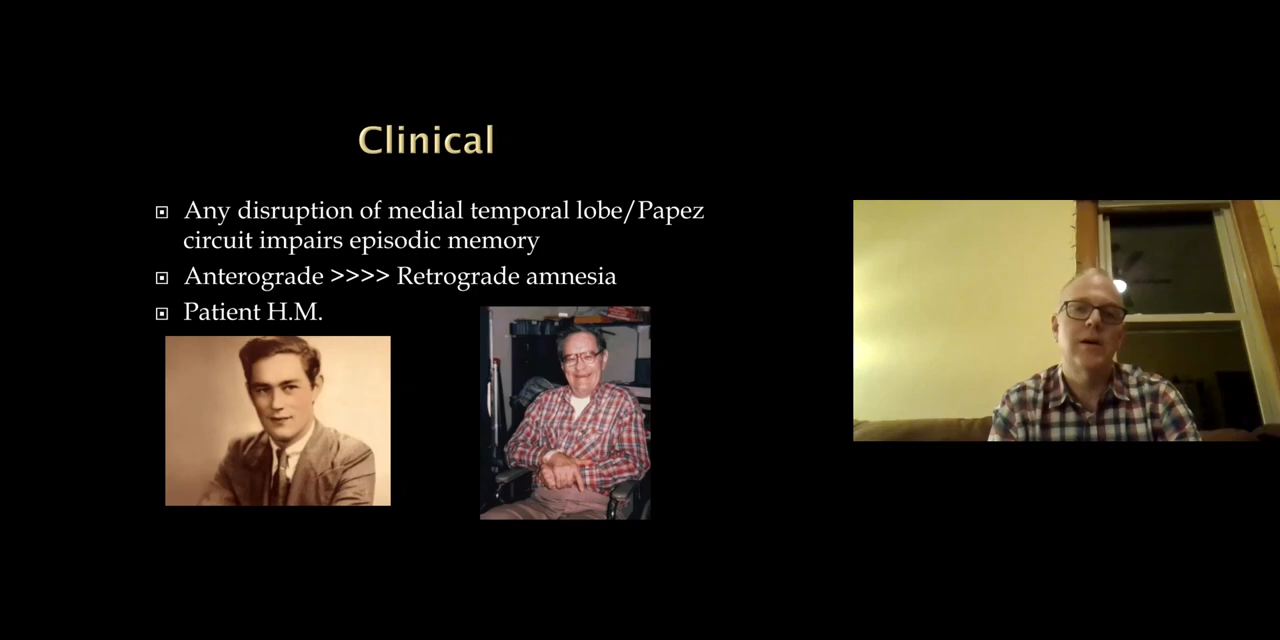 Clinical
Any disruption of medial temporal lobe/Papez
circuit impairs episodic memory
Anterograde >>>> Retrograde amnesia
Patient H.M.